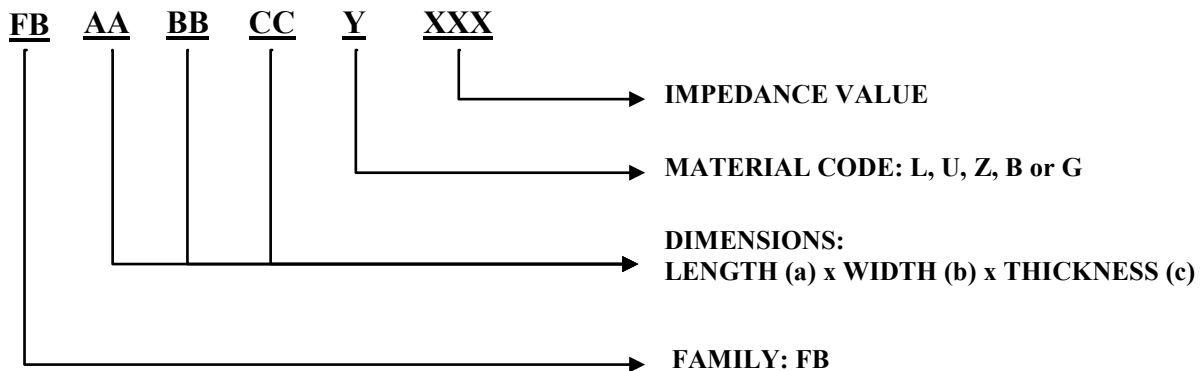 FB AA BB CC Y XXX
IMPEDANCE VALUE
MATERIAL CODE: L, U, Z, B or G
DIMENSIONS:
LENGTH (a) x WIDTH (b) x THICKNESS (c)
FAMILY: FB